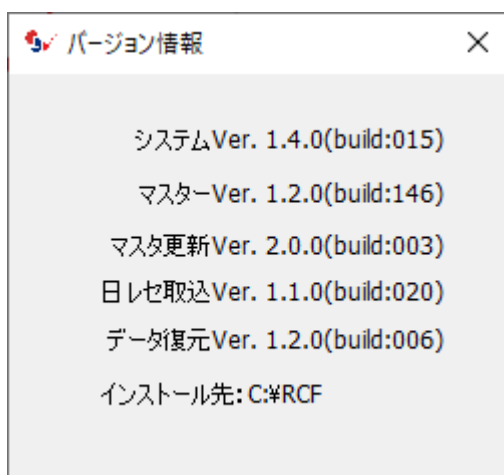 バージョン情報
システムVer. 1.4.0(build:015)
マスターVer. 1.2.0(build:146)
マスタ更新Ver. 2.0.0(build:003)
日レセ取込Ver. 1.1.0(build:020)
データ復元Ver. 1.2.0(build:006)
インストール先: C:¥RCF